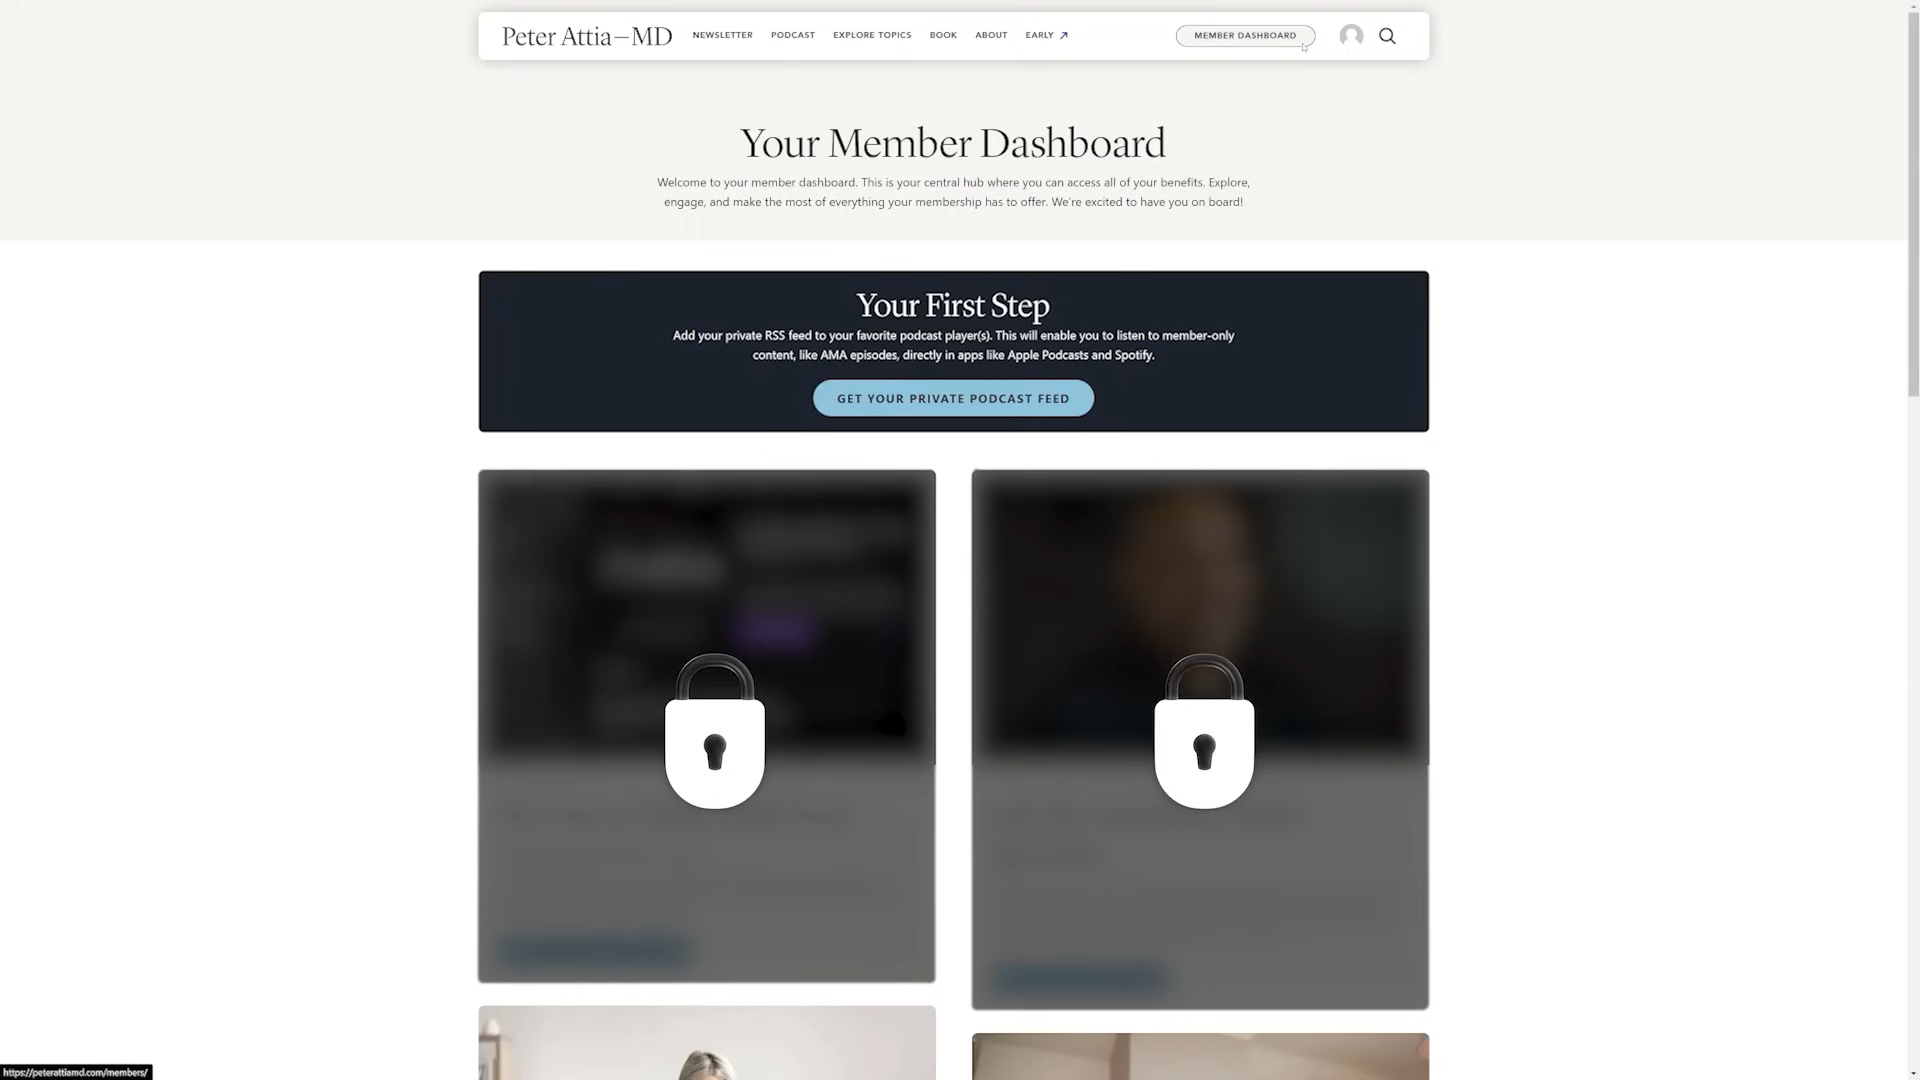 Peter Attia—MD
NEWSLETTER
PODCAST
EXPLORE TOPICS
BOOK
ABOUT
EARLY
MEMBER DASHBOARD
Your Member Dashboard
Welcome to your member dashboard. This is your central hub where you can access all of your benefits. Explore,
engage, and make the most of everything your membership has to offer. We're excited to have you on board!
Your First Step
Add your private RSS feed to your favorite podcast player(s). This will enable you to listen to member-only
content, like AMA episodes, directly in apps like Apple Podcasts and Spotify.
GET YOUR PRIVATE PODCAST FEED
https://peterattiamd.com/members/